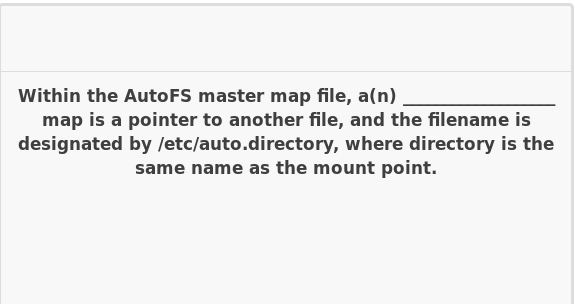 Within the AutoFS master map file, a(n) ___________________
map is a pointer to another file, and the filename is
designated by /etc/auto.directory, where directory is the
same name as the mount point.